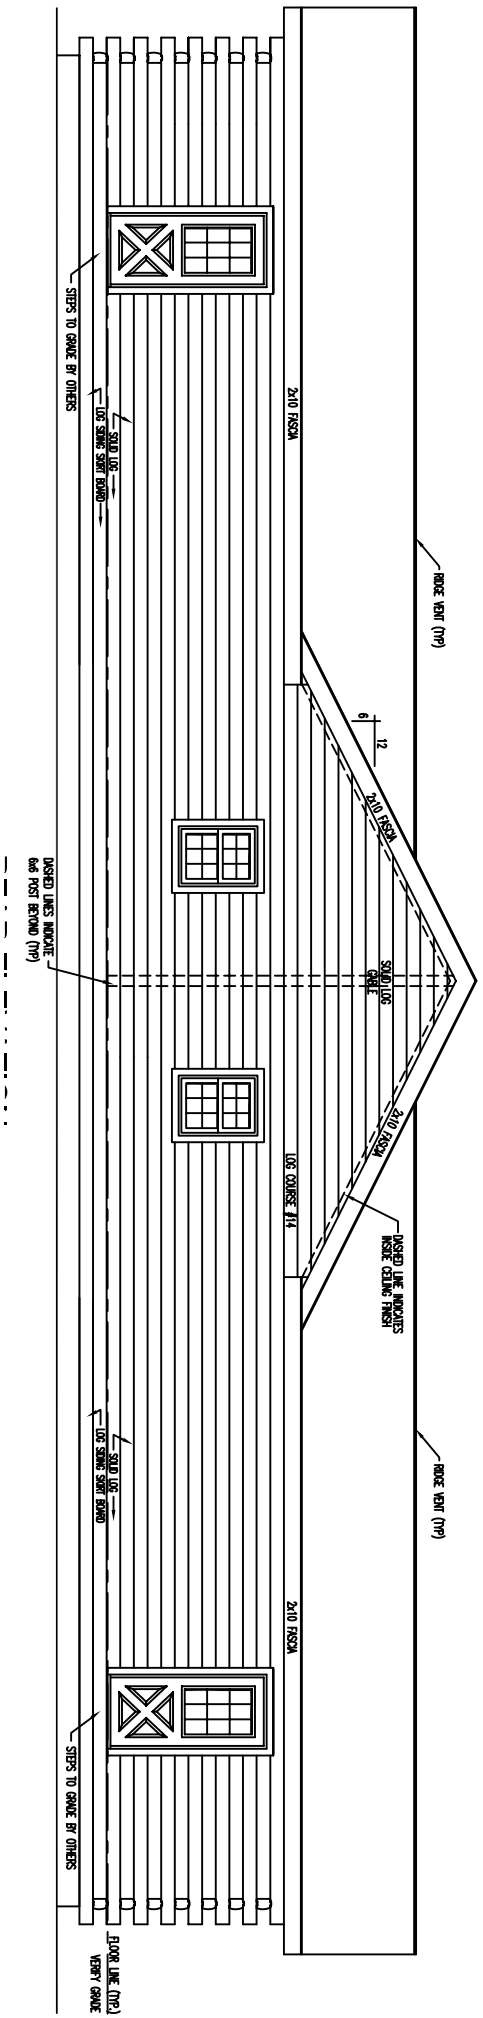 RIDGE VENT (TYP)
RIDGE VENT (TYP)
12
6
2x10 FASCIA
SOLID LOG
GABLE
2x10 FASCIA
DASHED LINE INDICATES
INSIDE CEILING FINISH
2x10 FASCIA
LOG COURSE #14
2x10 FASCIA
SOLID LOG
LOG SIDING SKIRT BOARD
SOLID LOG
LOG SIDING SKIRT BOARD
FLOOR LINE (TYP.)
VERIFY GRADE
STEPS TO GRADE BY OTHERS
STEPS TO GRADE BY OTHERS
DASHED LINES INDICATE
6x6 POST BEYOND (TYP)